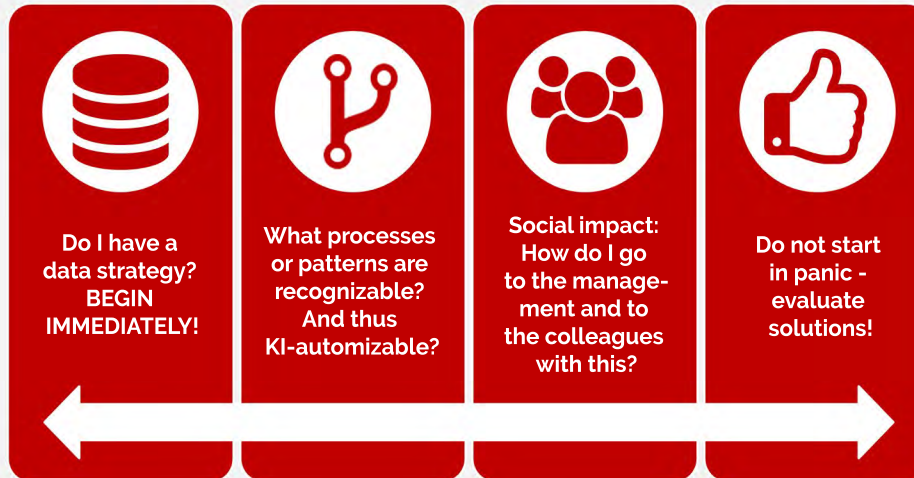 Do I have a
data strategy?
BEGIN
IMMEDIATELY!
What processes
or patterns are
recognizable?
And thus
KI-automizable?
Social impact:
How do I go
to the manage-
ment and to
the colleagues
with this?
Do not start
in panic -
evaluate
solutions!